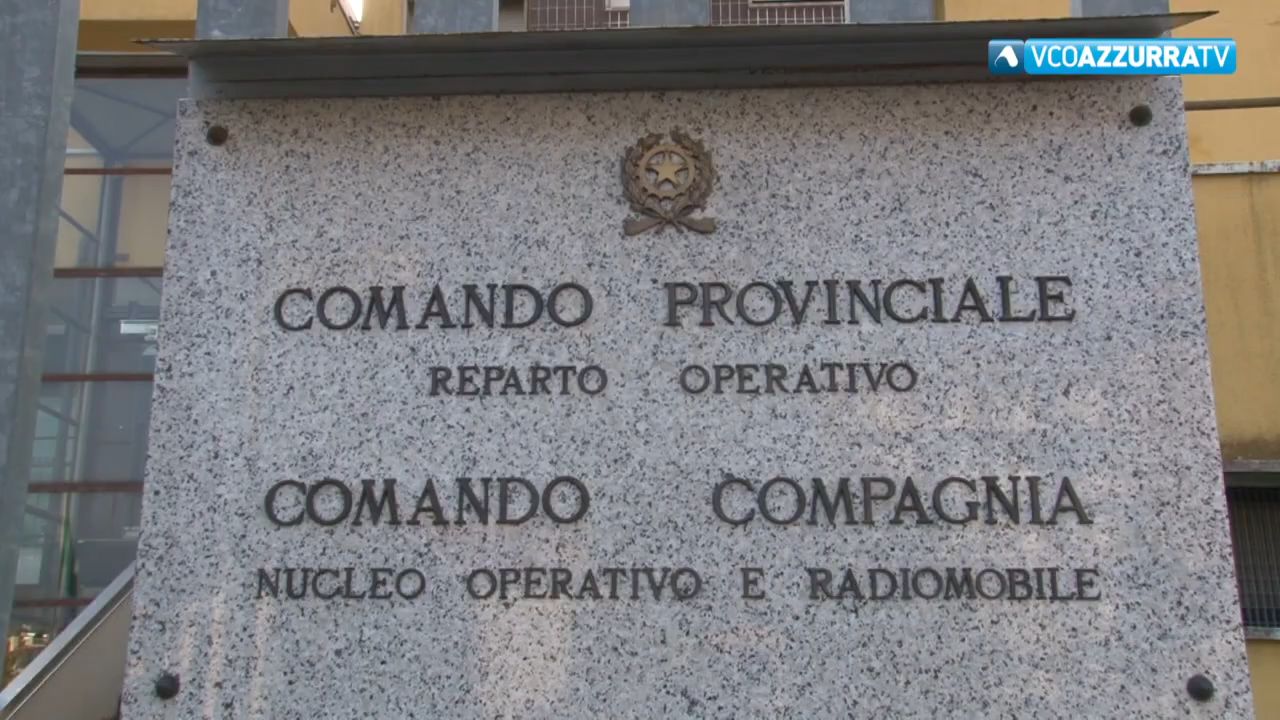 VCOAZZURRATV
COMANDO PROVINCIALE
REPARTO OPERATIVO
COMANDO COMPAGNIA
NUCLEO OPERATIVO E RADIOMOBILE